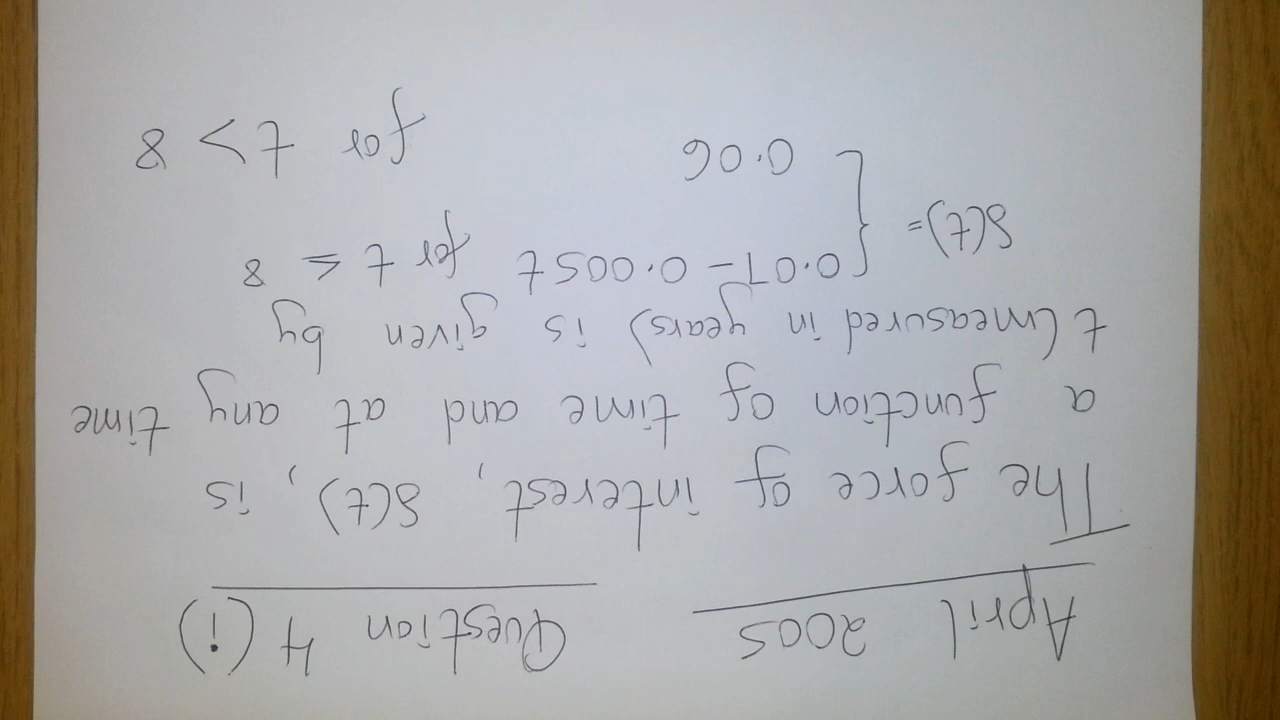 April 2005 Question 4 (i)
The force of interest, δ(t), is
a function of time and at any time
t (measured in years) is given by
0.07 - 0.005t for t ≤ 8
δ(t) = {
0.06 for t > 8